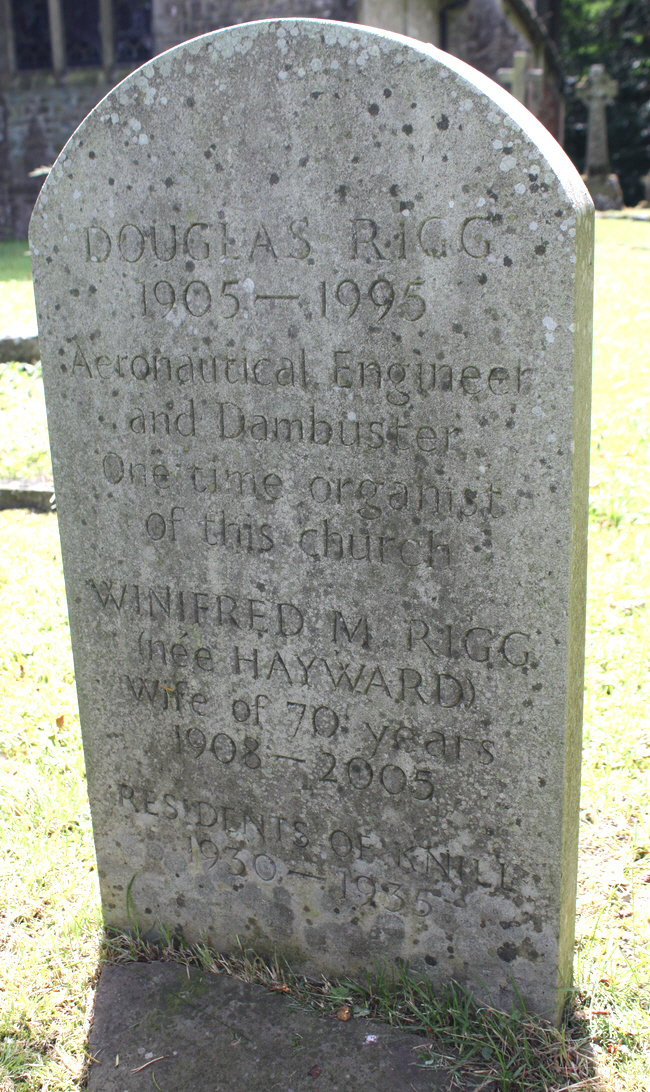 DOUGLAS RIGG
1905 — 1995
Aeronautical Engineer
and Dambuster
One time organist
of this church
WINIFRED M RIGG
(née HAYWARD)
Wife of 70 years
1908 — 2005
RESIDENTS OF KNILL
1930 — 1935